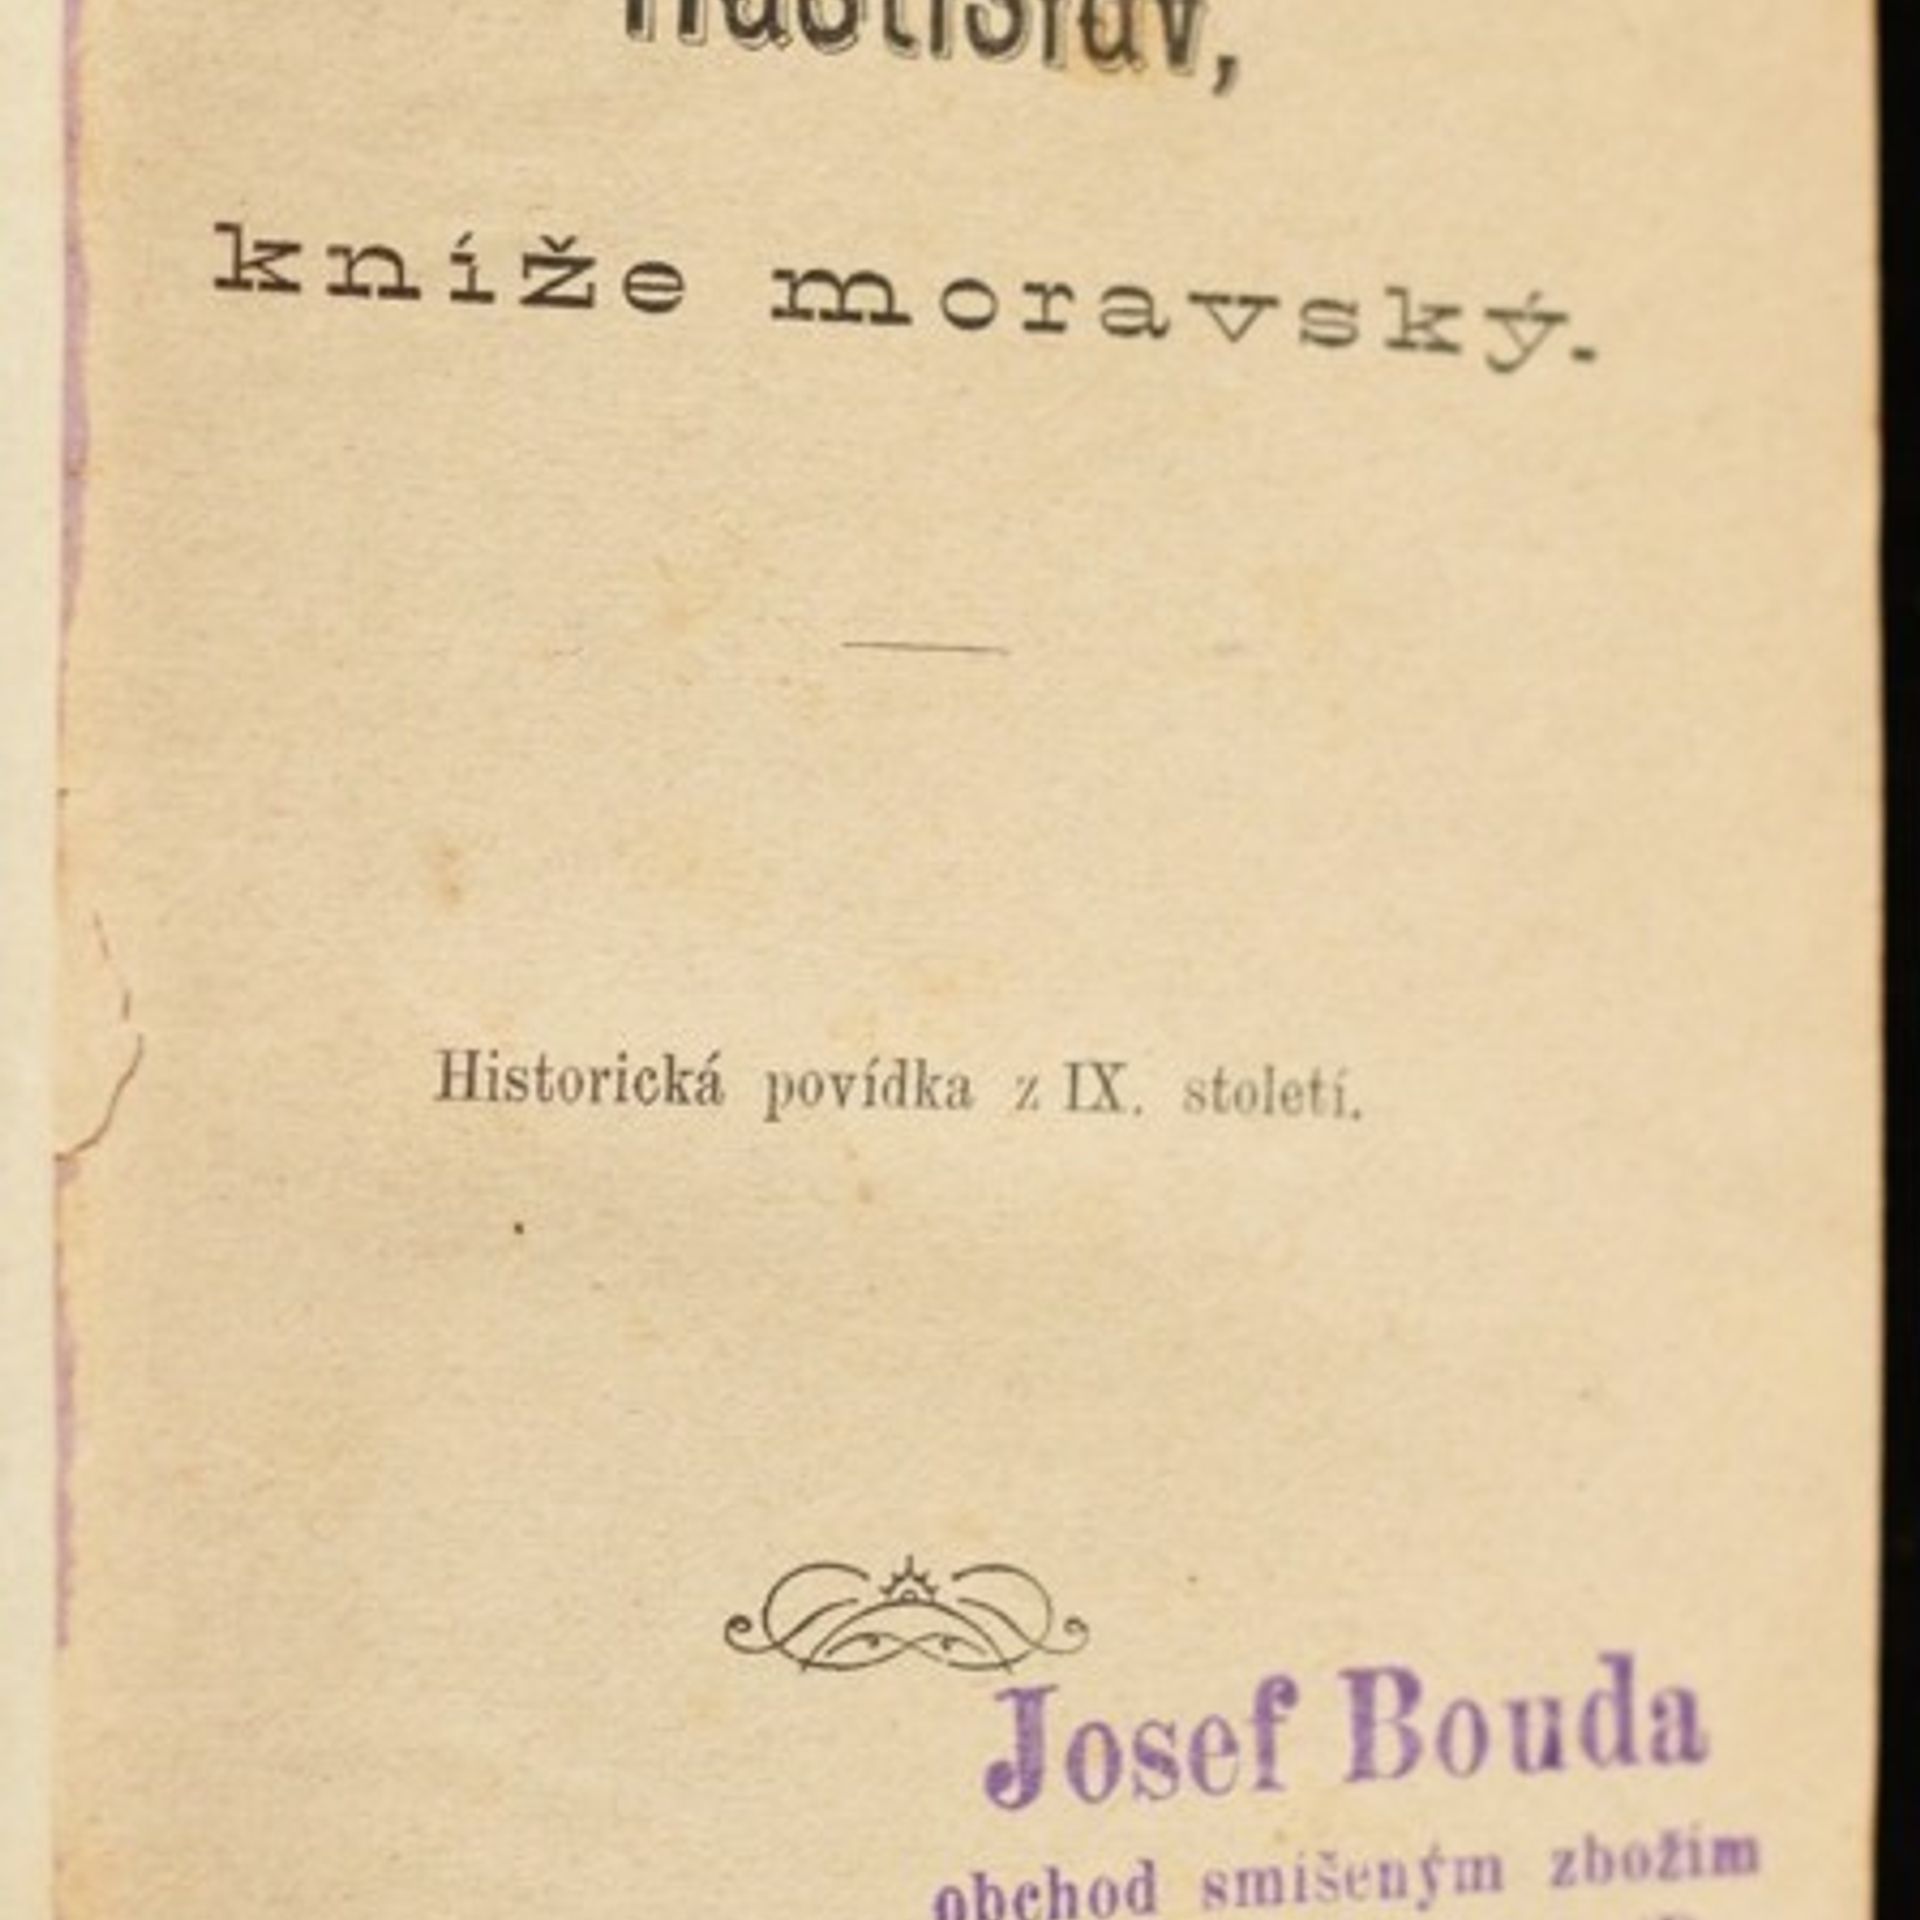 Rastislav,
kníže moravský.
Historická povídka z IX. století.
Josef Bouda
obchod smíšeným zbožím